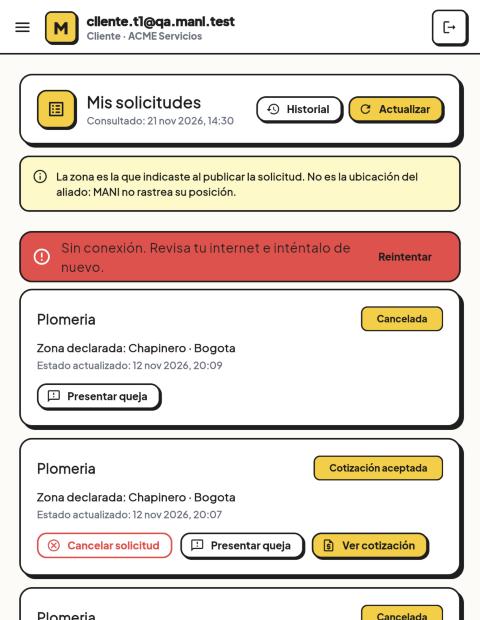 M
cliente.t1@qa.mani.test
Cliente · ACME Servicios
Mis solicitudes
Consultado: 21 nov 2026, 14:30
Historial
Actualizar
La zona es la que indicaste al publicar la solicitud. No es la ubicación del
aliado: MANI no rastrea su posición.
Sin conexión. Revisa tu internet e inténtalo de
nuevo.
Reintentar
Plomeria
Cancelada
Zona declarada: Chapinero · Bogota
Estado actualizado: 12 nov 2026, 20:09
Presentar queja
Plomeria
Cotización aceptada
Zona declarada: Chapinero · Bogota
Estado actualizado: 12 nov 2026, 20:07
Cancelar solicitud
Presentar queja
Ver cotización
Plomeria
Cancelada